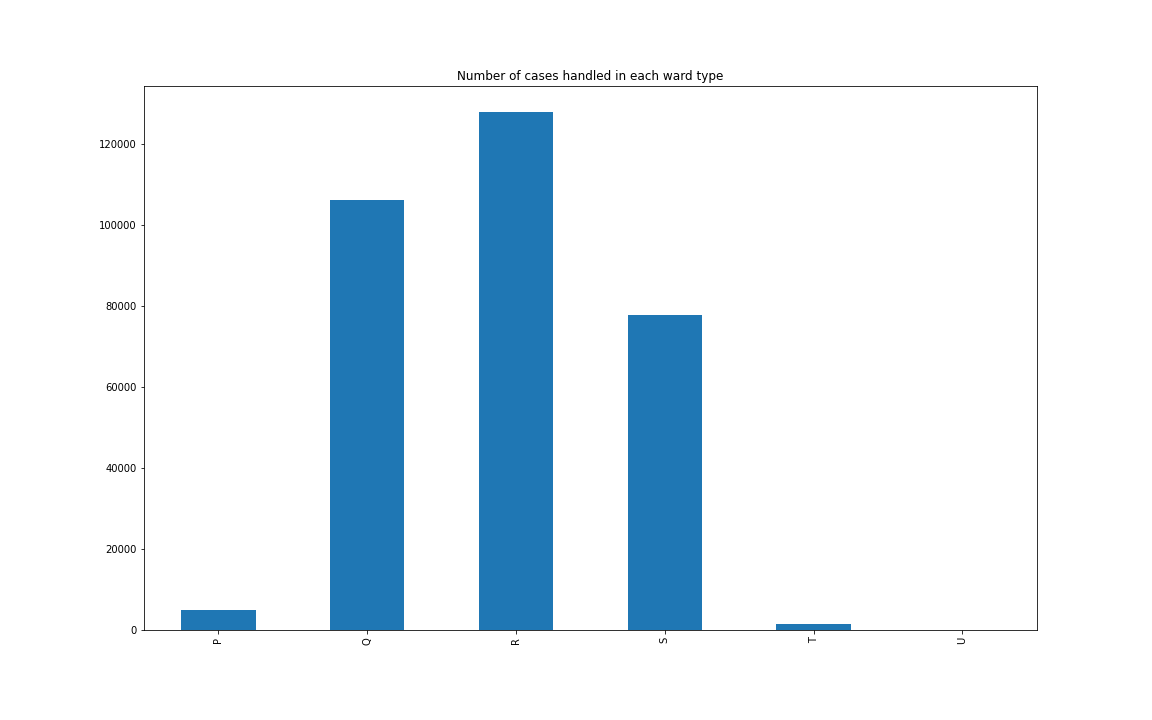 Number of cases handled in each ward type
120000
100000
80000
60000
40000
20000
0
P
Q
R
S
T
U